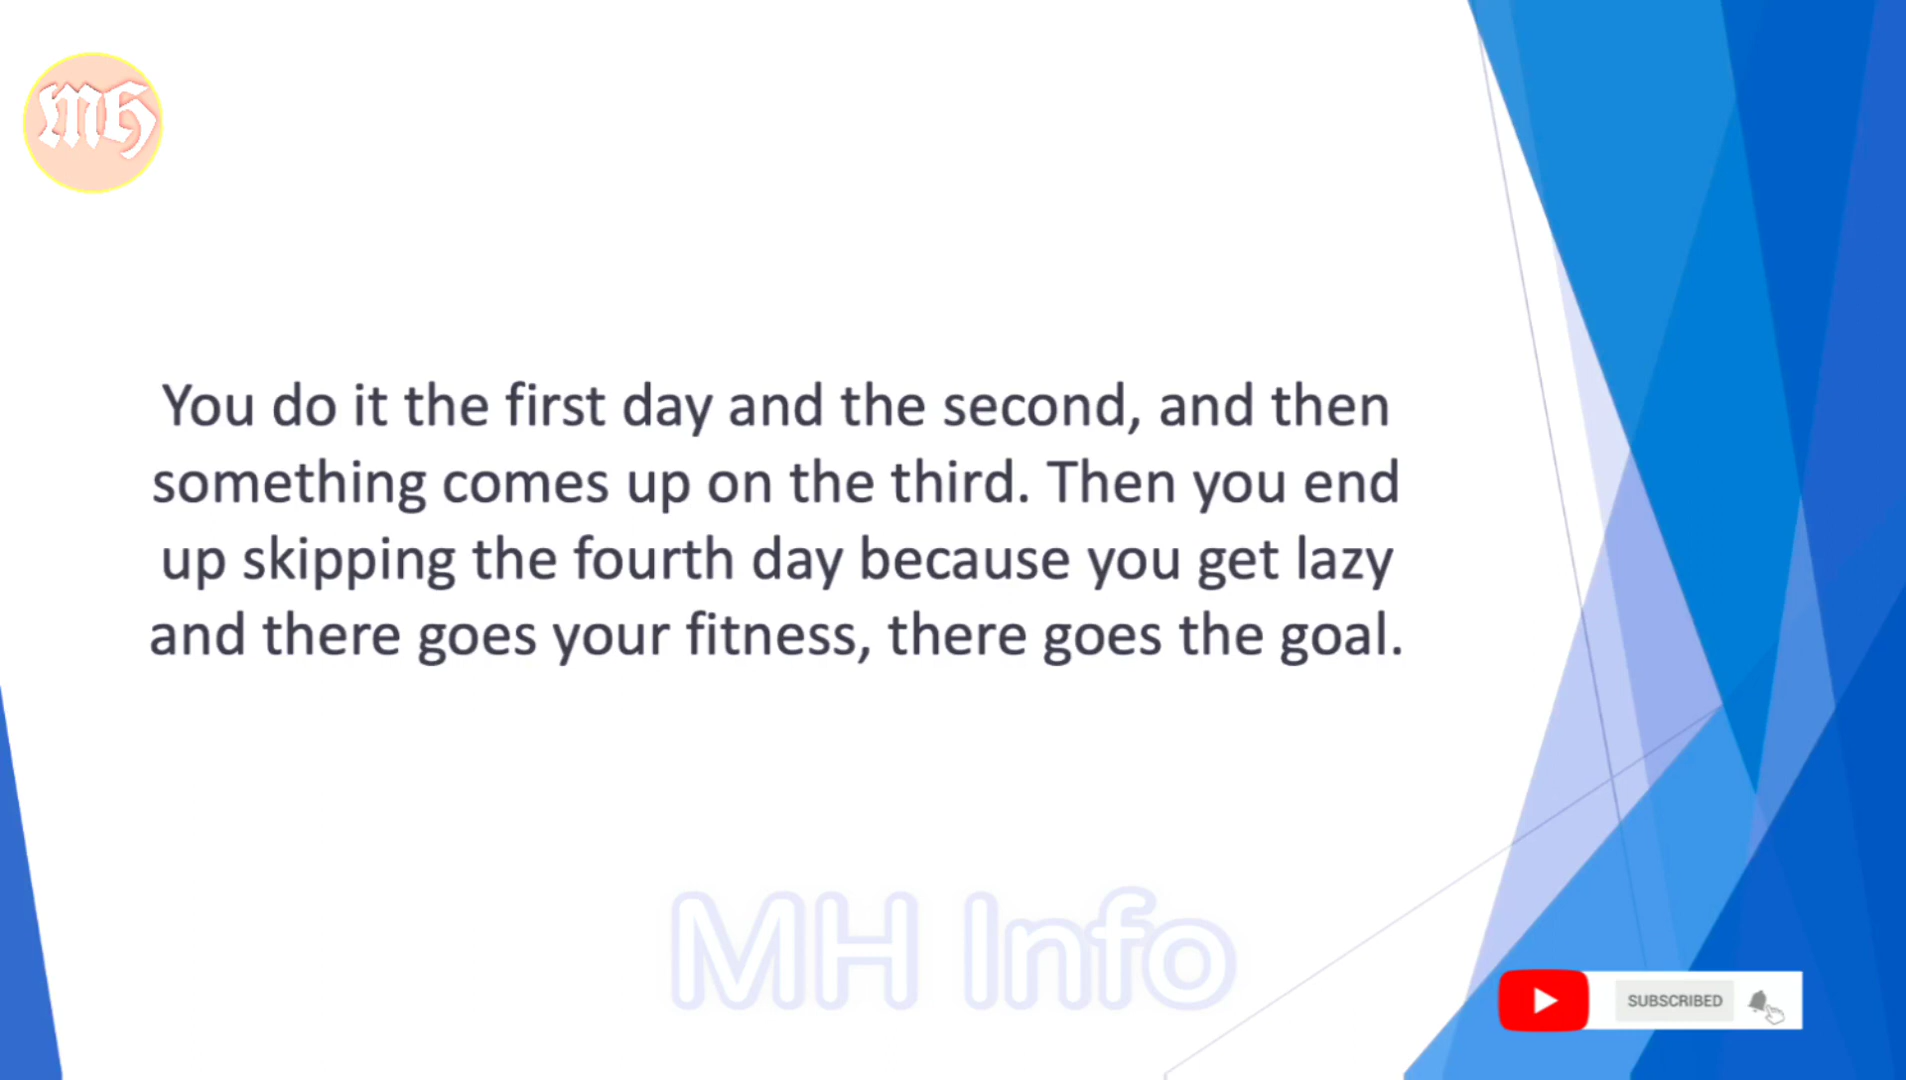 MH
You do it the first day and the second, and then
something comes up on the third. Then you end
up skipping the fourth day because you get lazy
and there goes your fitness, there goes the goal.
MH Info
SUBSCRIBED